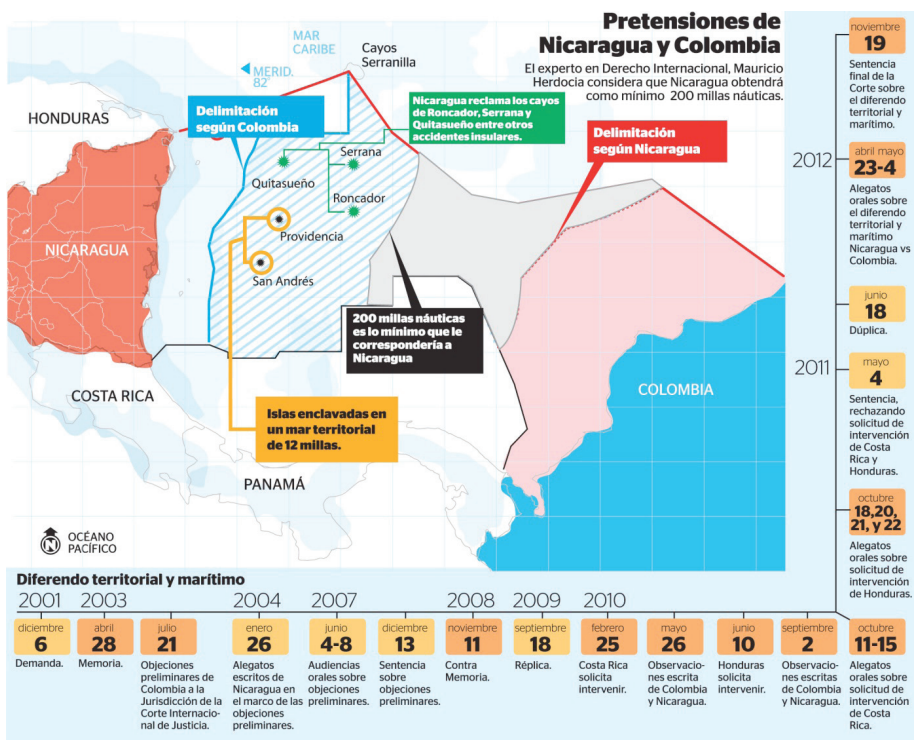 Pretensiones de
Nicaragua y Colombia
El experto en Derecho Internacional, Mauricio
Herdocia considera que Nicaragua obtendrá
como mínimo 200 millas náuticas.
MAR
CARIBE
MERID.
82'
Cayos
Serranilla
HONDURAS
Delimitación
según Colombia
Nicaragua reclama los cayos
de Roncador, Serrana y
Quitasueño entre otros
accidentes insulares.
Delimitación
según Nicaragua
Serrana
Quitasueño
Roncador
NICARAGUA
Providencia
San Andrés
200 millas náuticas
es lo mínimo que le
correspondería a
Nicaragua
COSTA RICA
COLOMBIA
Islas enclavadas en
un mar territorial
de 12 millas.
PANAMÁ
N
OCÉANO
PACÍFICO
Diferendo territorial y marítimo
2001
diciembre
6
Demanda.
2003
abril
28
Memoria.
julio
21
Objeciones
preliminares de
Colombia a la
Jurisdicción de la
Corte Internacio-
nal de Justicia.
2004
enero
26
Alegatos
escritos de
Nicaragua en
el marco de las
objeciones
preliminares.
2007
junio
4-8
Audiencias
orales sobre
objeciones
preliminares.
diciembre
13
Sentencia
sobre
objeciones
preliminares.
2008
noviembre
11
Contra
Memoria.
2009
septiembre
18
Réplica.
2010
febrero
25
Costa Rica
solicita
intervenir.
mayo
26
Observacio-
nes escrita
de Colombia
y Nicaragua.
junio
10
Honduras
solicita
intervenir.
septiembre
2
Observacio-
nes escritas
de Colombia
y Nicaragua.
octubre
11-15
Alegatos
orales sobre
solicitud de
intervención
de Costa
Rica.
octubre
18,20,
21, y 22
Alegatos
orales sobre
solicitud de
intervención
de Honduras.
2011
mayo
4
Sentencia,
rechazando
solicitud de
intervención
de Costa
Rica y
Honduras.
junio
18
Dúplica.
2012
abril mayo
23-4
Alegatos
orales sobre
el diferendo
territorial y
marítimo
Nicaragua vs
Colombia.
noviembre
19
Sentencia
final de la
Corte sobre
el diferendo
territorial y
marítimo.